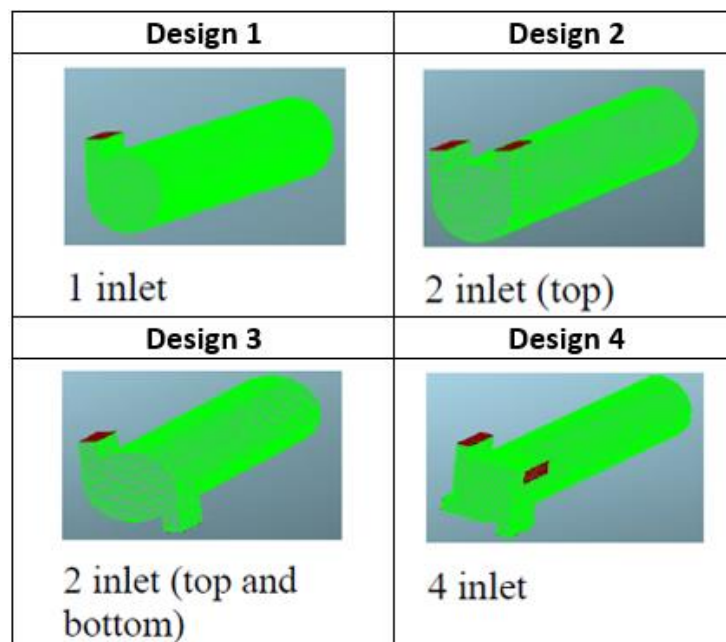 Design 1
Design 2
1 inlet
2 inlet (top)
Design 3
Design 4
2 inlet (top and
bottom)
4 inlet